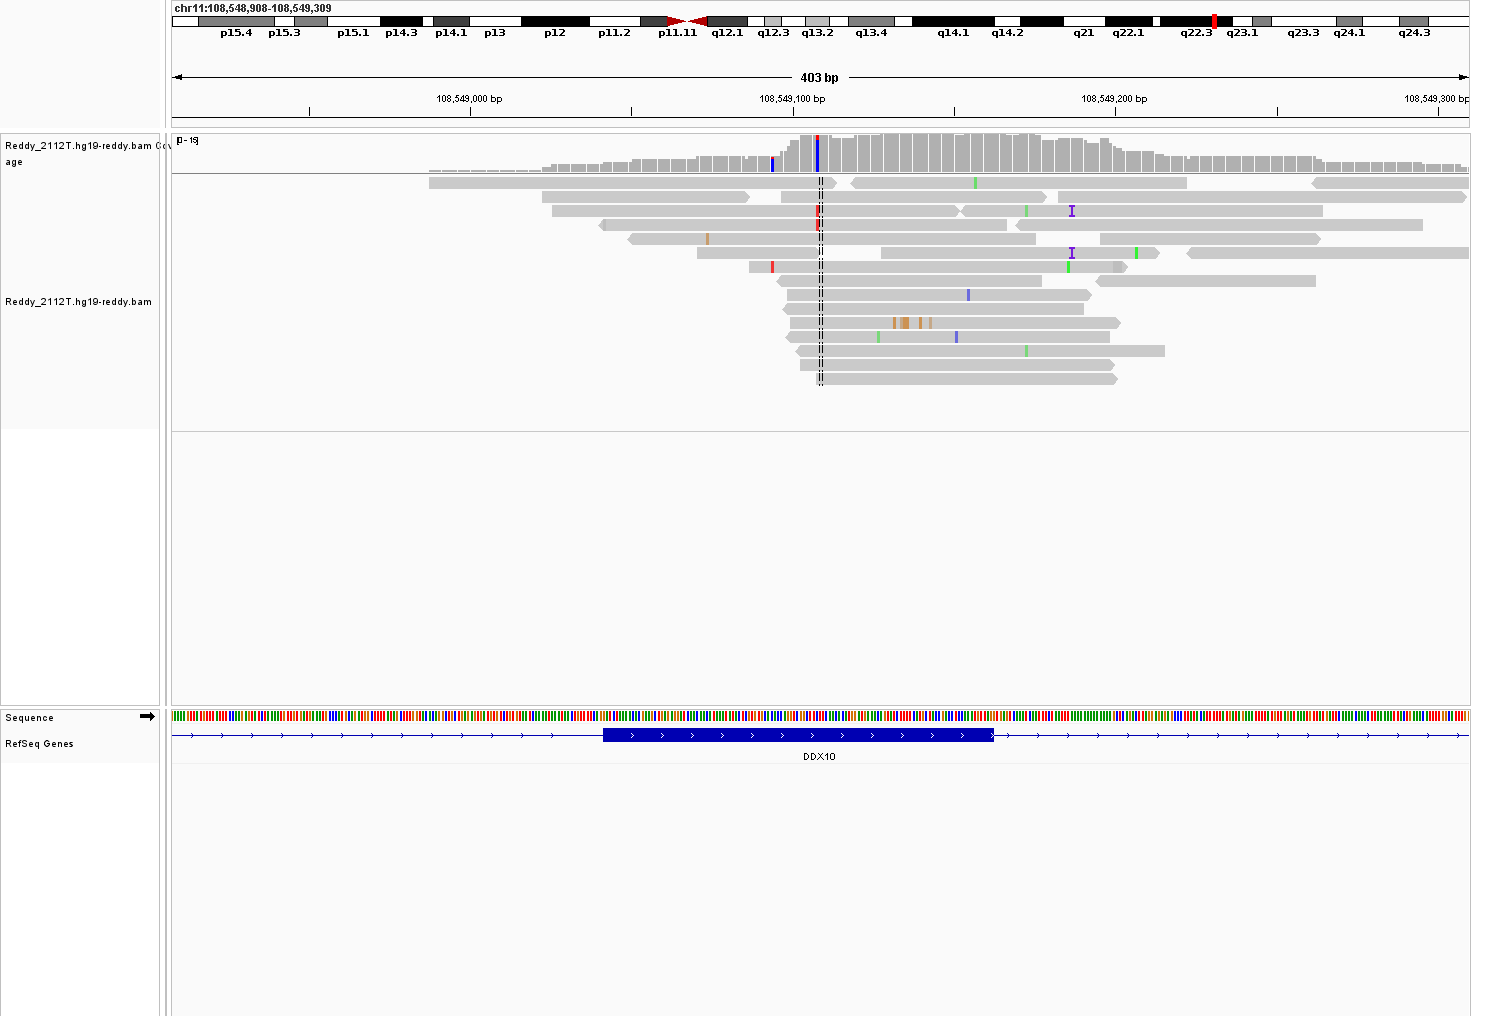 chr11:108,548,908-108,549,309
p15.4 p15.3 p15.1 p14.3 p14.1 p13 p12 p11.2 p11.11 q12.1 q12.3 q13.2 q13.4 q14.1 q14.2 q21 q22.1 q22.3 q23.1 q23.3 q24.1 q24.3
403 bp
108,549,000 bp 108,549,100 bp 108,549,200 bp 108,549,300 bp
Reddy_2112T.hg19-reddy.bam Cov
age
[0 - 19]
Reddy_2112T.hg19-reddy.bam
Sequence
RefSeq Genes
DDX10